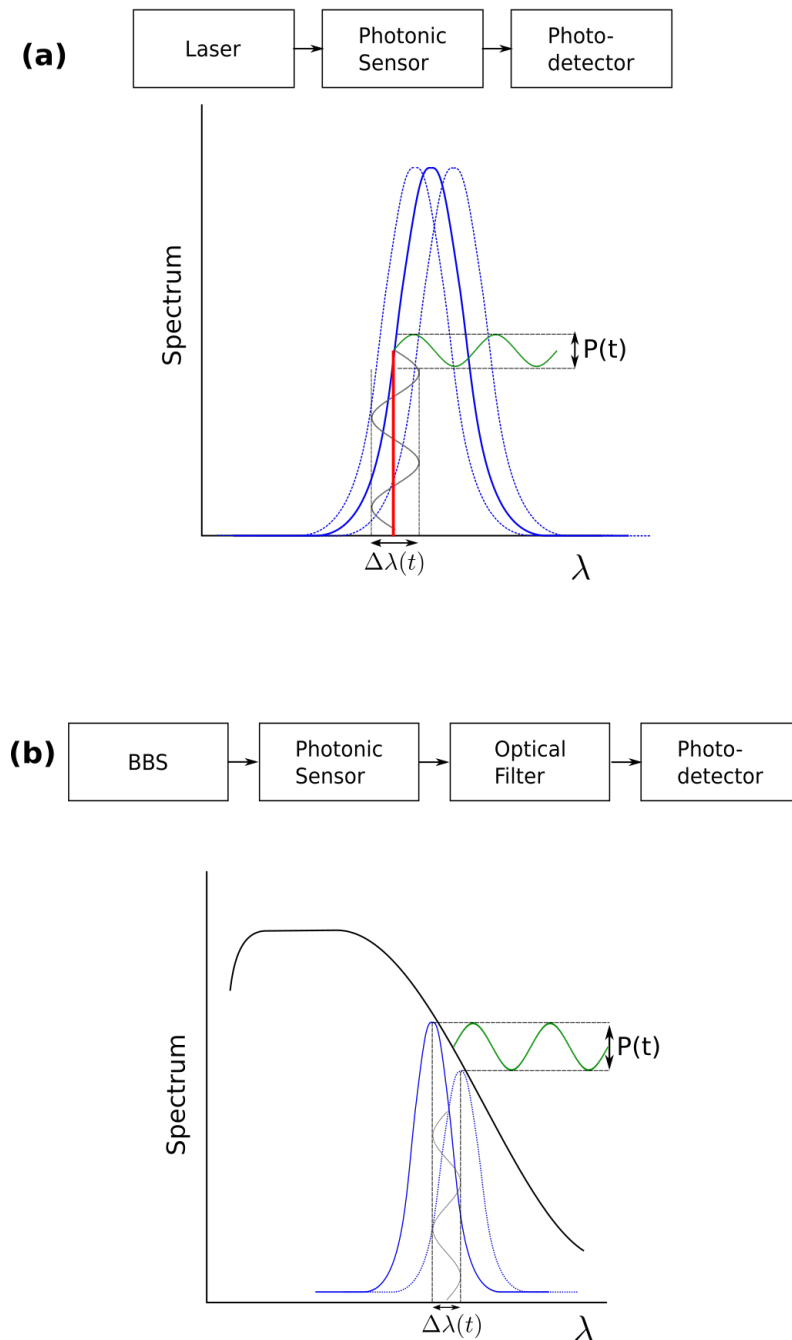 (a)
Laser
Photonic
Sensor
Photo-
detector
Spectrum
P(t)
Δλ(t)
λ
(b)
BBS
Photonic
Sensor
Optical
Filter
Photo-
detector
Spectrum
P(t)
Δλ(t)
λ